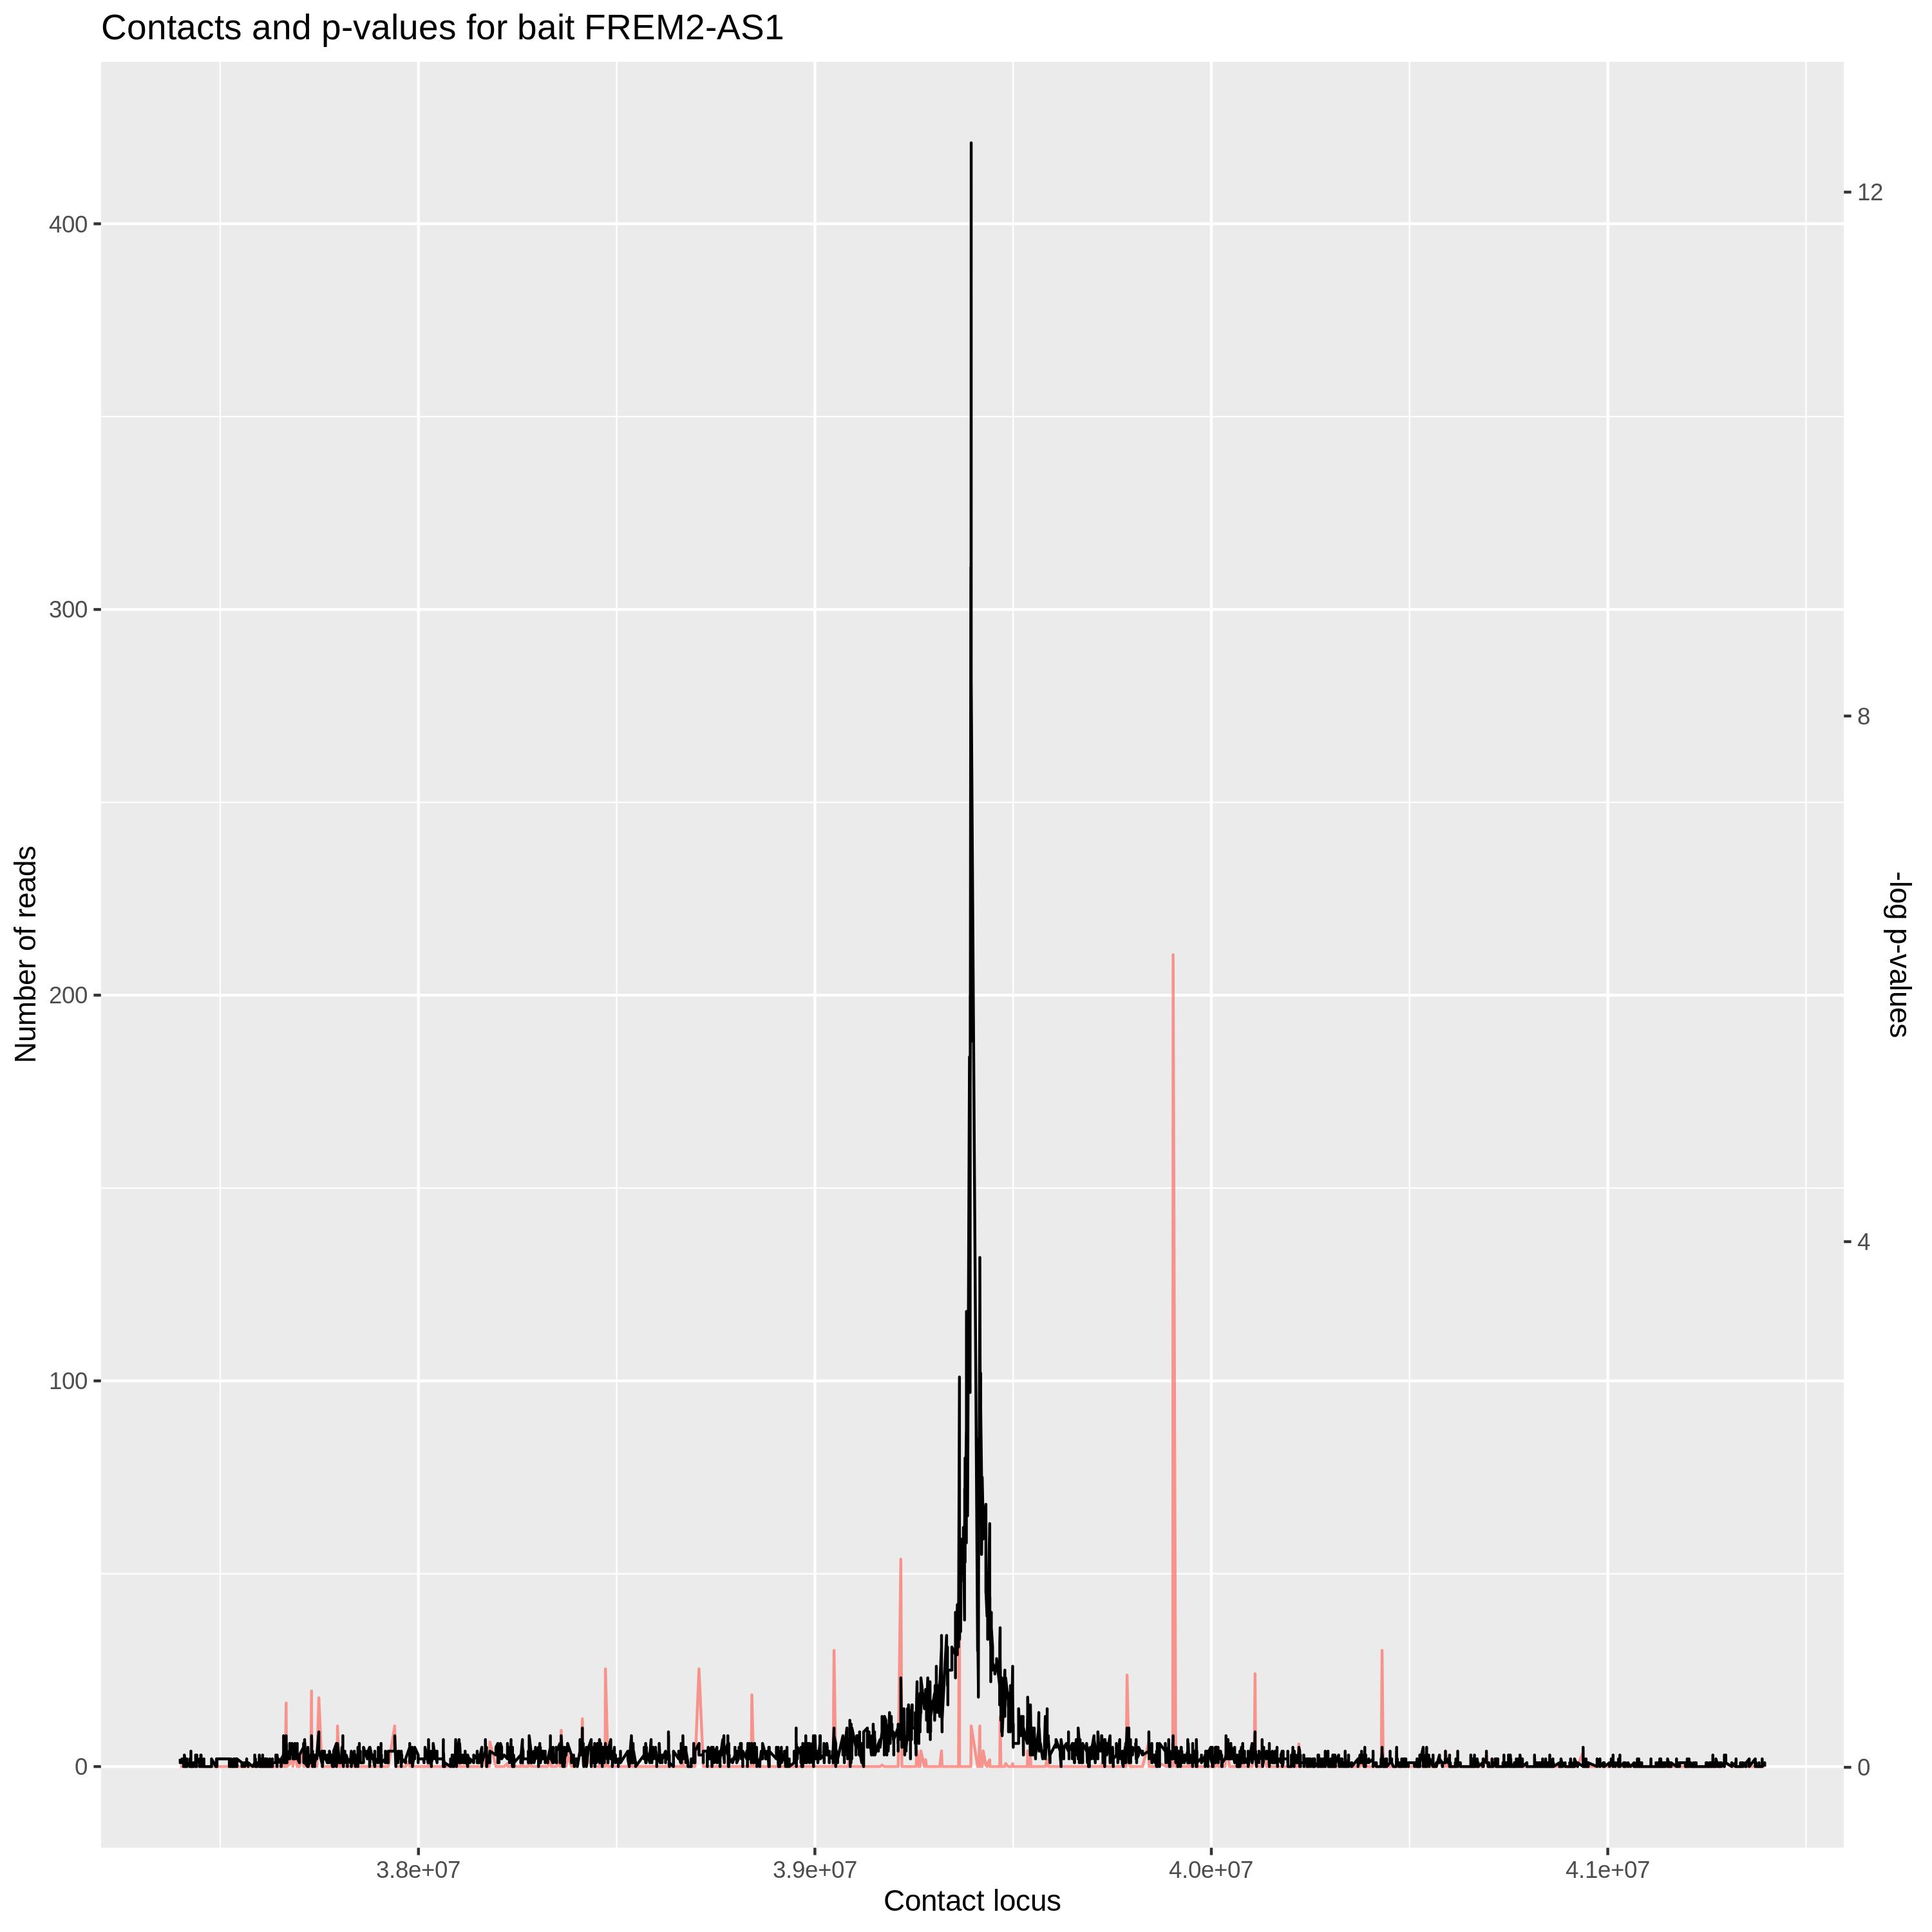 Contacts and p-values for bait FREM2-AS1
400
300
200
100
0
Number of reads
12
8
4
0
-log p-values
3.8e+07
3.9e+07
4.0e+07
4.1e+07
Contact locus